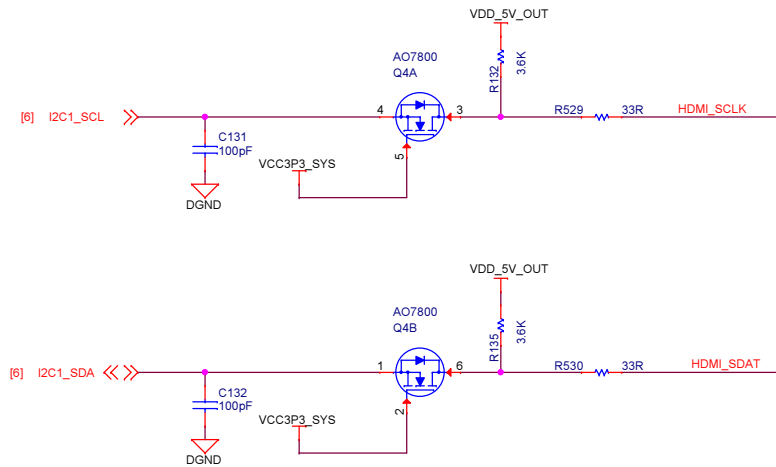 VDD_5V_OUT
AO7800
Q4A
R132
3.6K
[6] I2C1_SCL
4
3
R529
33R
HDMI_SCLK
C131
100pF
5
VCC3P3_SYS
DGND
VDD_5V_OUT
AO7800
Q4B
R135
3.6K
[6] I2C1_SDA
1
6
R530
33R
HDMI_SDAT
C132
100pF
2
VCC3P3_SYS
DGND